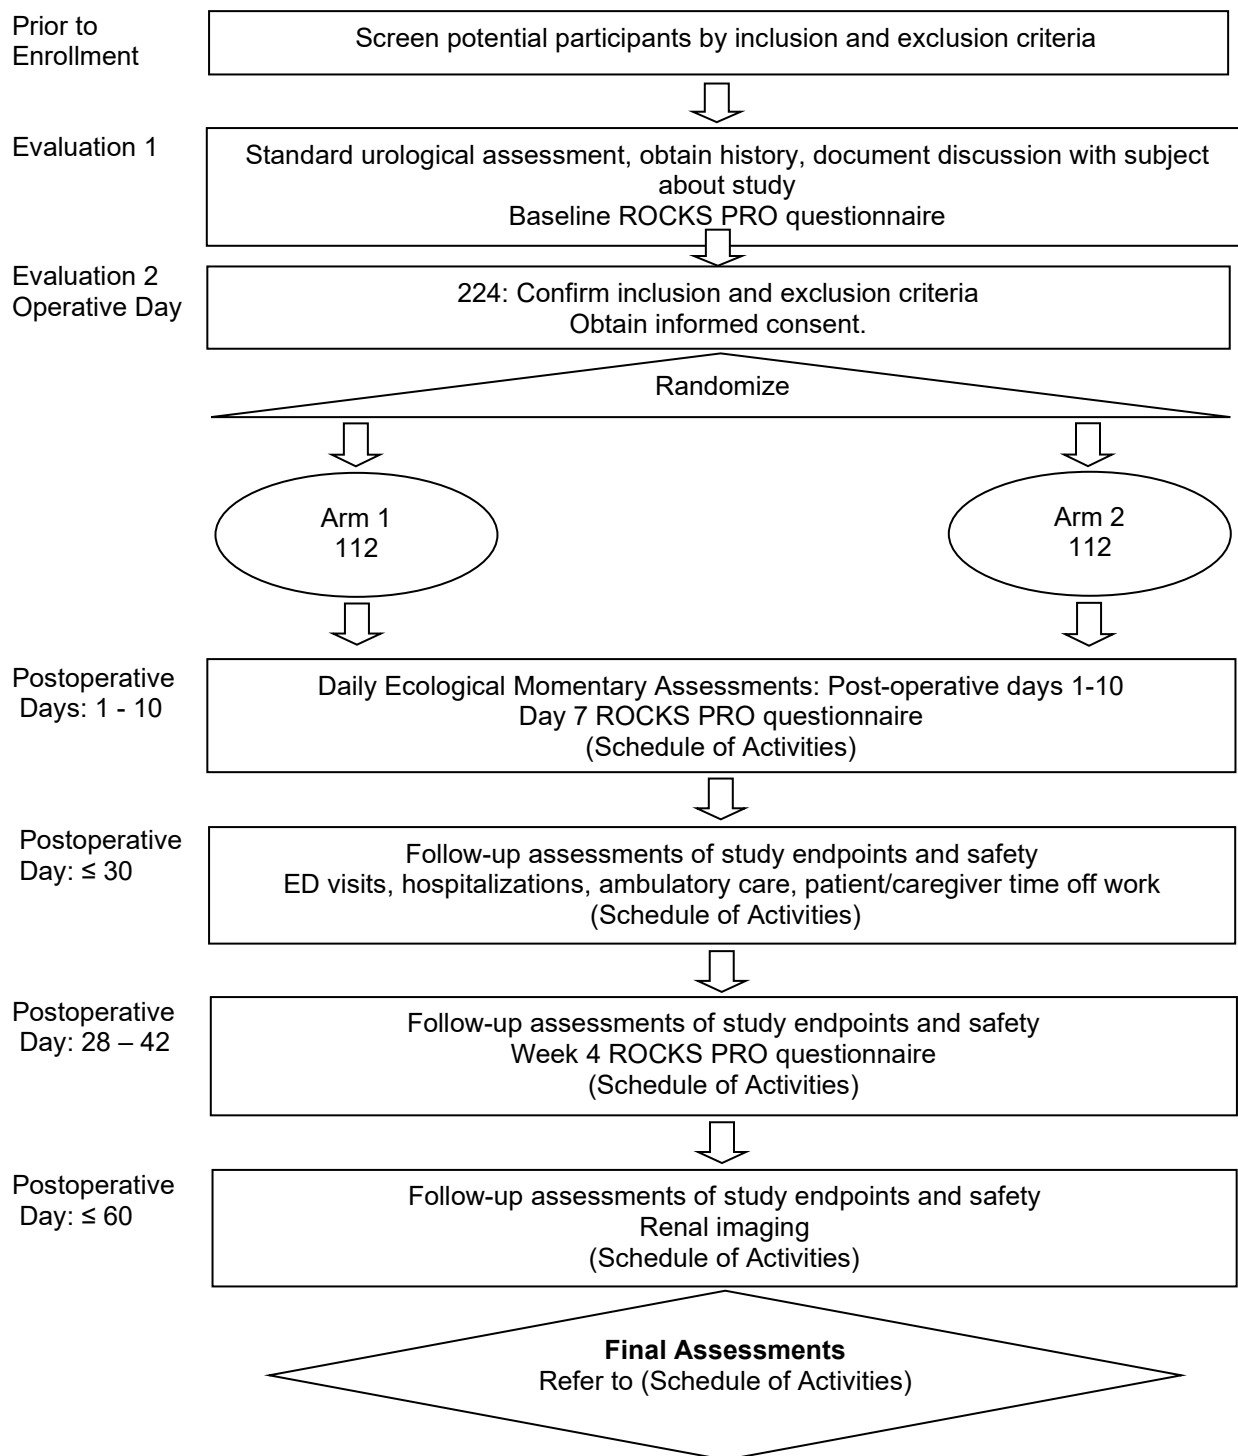 Prior to
Enrollment
Screen potential participants by inclusion and exclusion criteria
Evaluation 1
Standard urological assessment, obtain history, document discussion with subject
about study
Baseline ROCKS PRO questionnaire
Evaluation 2
Operative Day
224: Confirm inclusion and exclusion criteria
Obtain informed consent.
Randomize
Arm 1
112
Arm 2
112
Postoperative
Days: 1 - 10
Daily Ecological Momentary Assessments: Post-operative days 1-10
Day 7 ROCKS PRO questionnaire
(Schedule of Activities)
Postoperative
Day: ≤ 30
Follow-up assessments of study endpoints and safety
ED visits, hospitalizations, ambulatory care, patient/caregiver time off work
(Schedule of Activities)
Postoperative
Day: 28 – 42
Follow-up assessments of study endpoints and safety
Week 4 ROCKS PRO questionnaire
(Schedule of Activities)
Postoperative
Day: ≤ 60
Follow-up assessments of study endpoints and safety
Renal imaging
(Schedule of Activities)
Final Assessments
Refer to (Schedule of Activities)